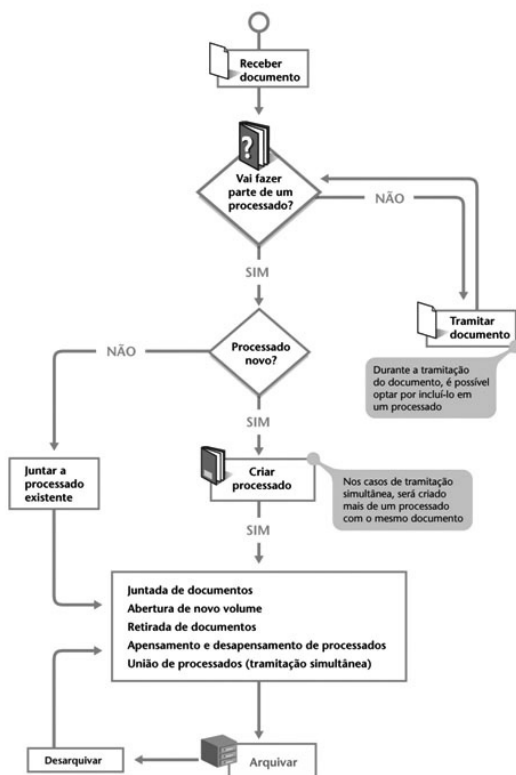 Receber
documento
?
Vai fazer
parte de um
processado?
NÃO
SIM
Tramitar
documento
Durante a tramitação
do documento, é possível
optar por incluí-lo em
um processado
Processado
novo?
NÃO
SIM
Juntar a
processado
existente
Criar
processado
Nos casos de tramitação
simultânea, será criado
mais de um processado
com o mesmo documento
SIM
Juntada de documentos
Abertura de novo volume
Retirada de documentos
Apensamento e desapensamento de processados
União de processados (tramitação simultânea)
Desarquivar
Arquivar